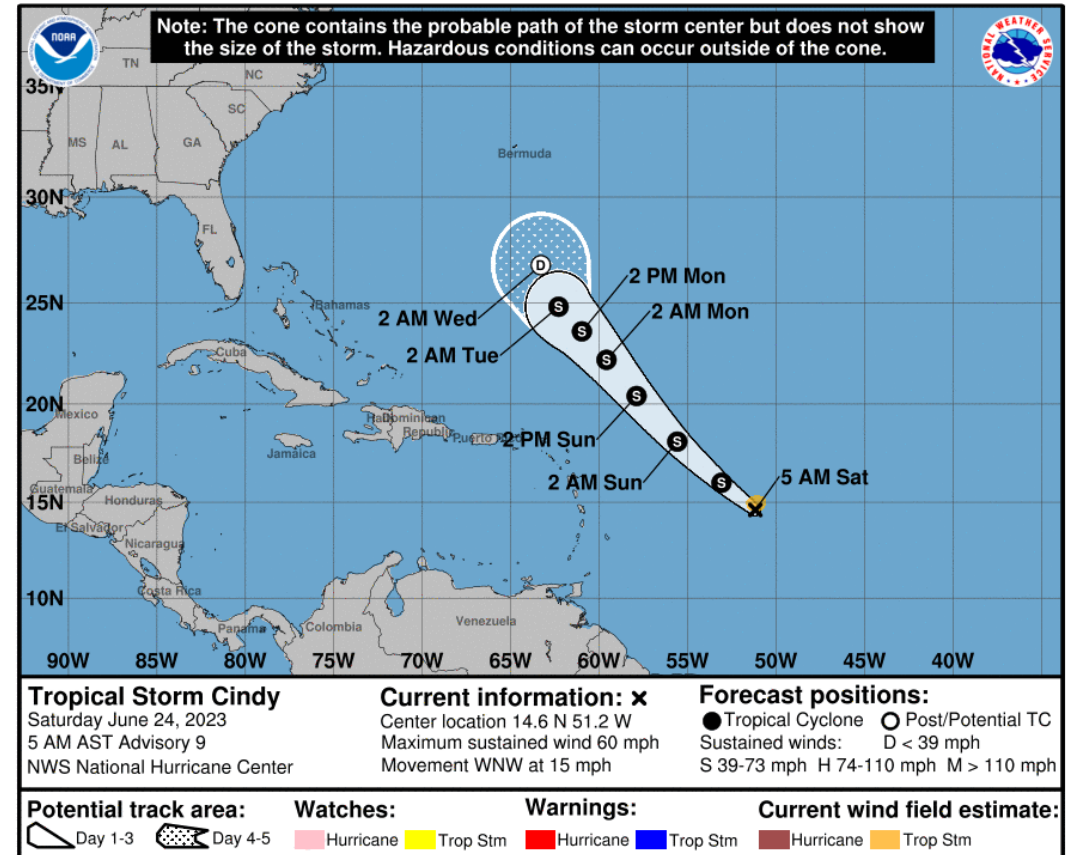 Note: The cone contains the probable path of the storm center but does not show
the size of the storm. Hazardous conditions can occur outside of the cone.
NOAA
NATIONAL WEATHER SERVICE
TN
NC
35N
SC
MS
AL
GA
Bermuda
30N
FL
2 PM Mon
25N
Bahamas
2 AM Mon
2 AM Wed
2 AM Tue
Cuba
20N
Mexico
Dominican
Republic
Puerto
2 PM Sun
Jamaica
Belize
2 AM Sun
5 AM Sat
Guatemala
Honduras
15N
El Salvador
Nicaragua
10N
Costa Rica
Panama
Colombia
Venezuela
D
S
S
S
S
S
S
90W 85W 80W 75W 70W 65W 60W 55W 50W 45W 40W
Tropical Storm Cindy
Saturday June 24, 2023
5 AM AST Advisory 9
NWS National Hurricane Center
Current information: x
Center location 14.6 N 51.2 W
Maximum sustained wind 60 mph
Movement WNW at 15 mph
Forecast positions:
Tropical Cyclone Post/Potential TC
Sustained winds: D < 39 mph
S 39-73 mph H 74-110 mph M > 110 mph
Potential track area:
Day 1-3 Day 4-5
Watches:
Hurricane Trop Stm
Warnings:
Hurricane Trop Stm
Current wind field estimate:
Hurricane Trop Stm